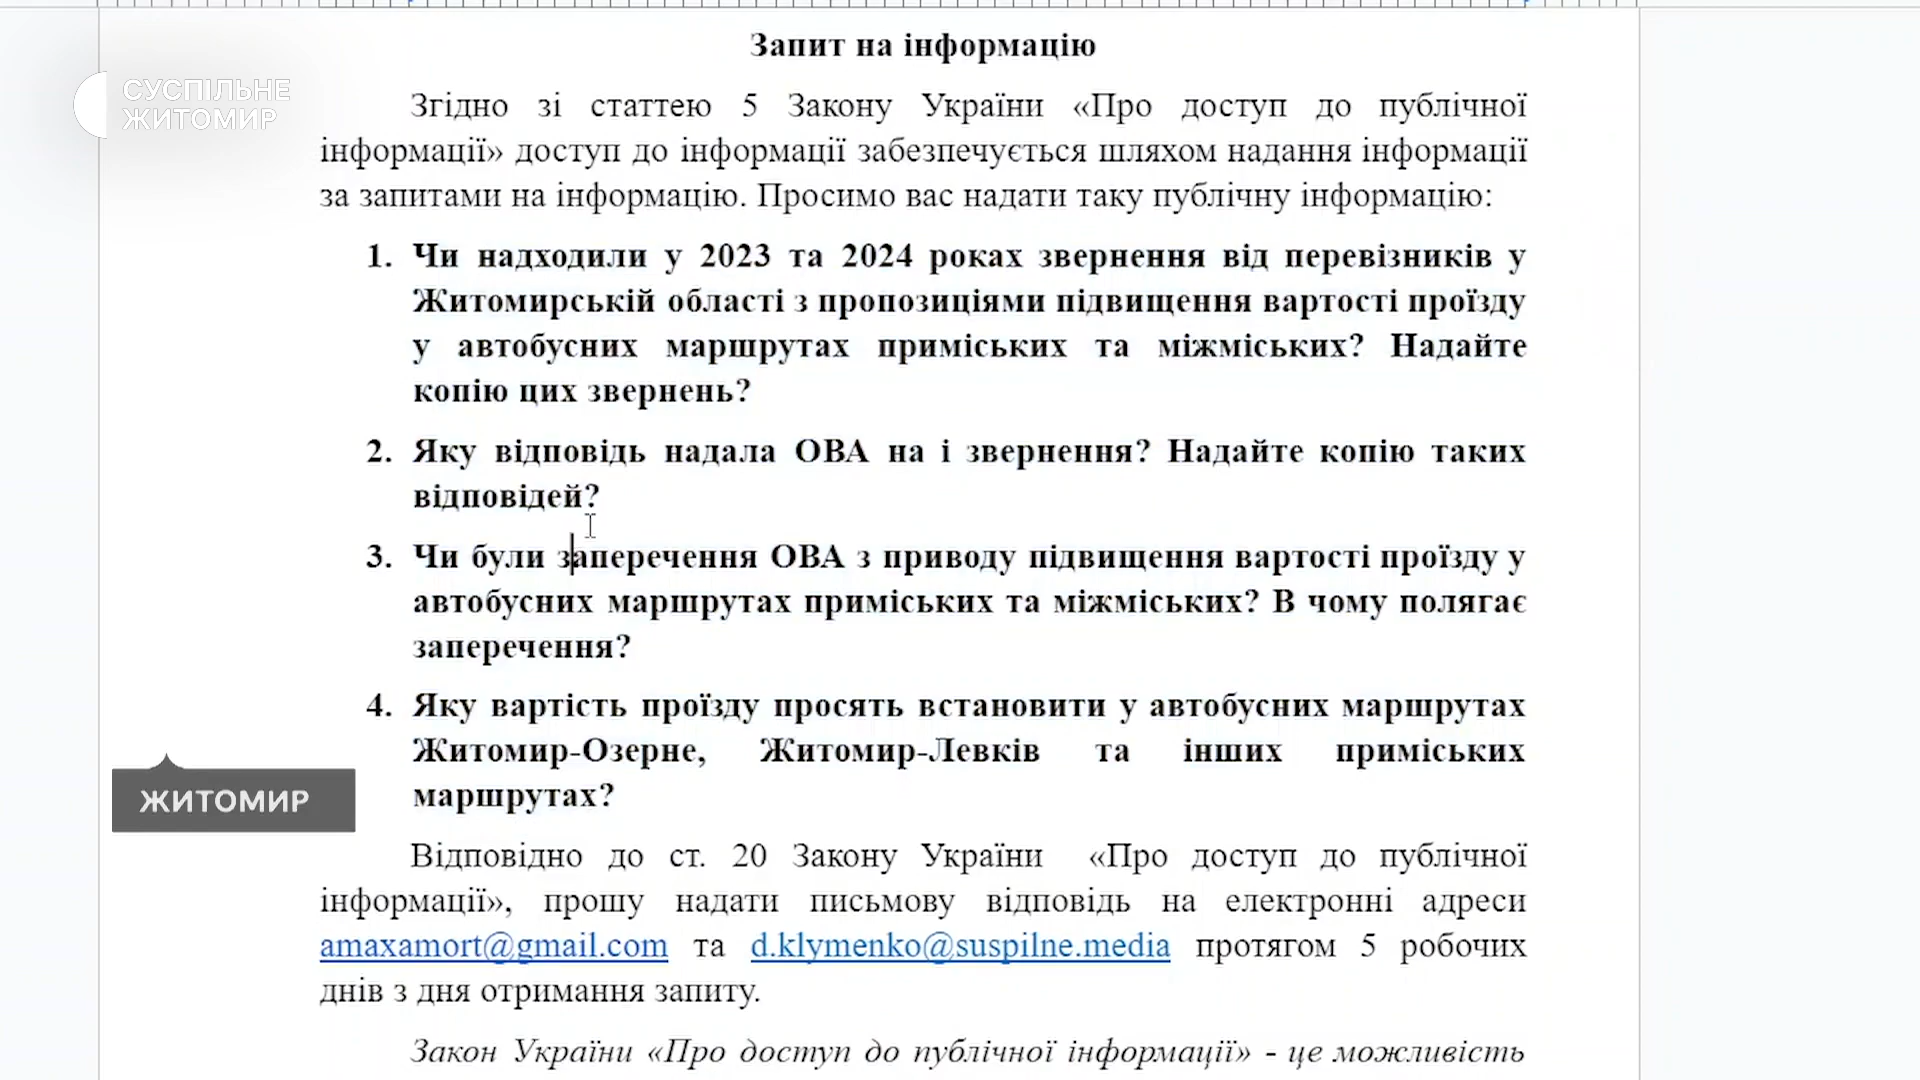 Запит на інформацію
СУСПІЛЬНЕ
ЖИТОМИР
Згідно зі статтею 5 Закону України «Про доступ до публічної
інформації» доступ до інформації забезпечується шляхом надання інформації
за запитами на інформацію. Просимо вас надати таку публічну інформацію:
1. Чи надходили у 2023 та 2024 роках звернення від перевізників у
Житомирській області з пропозиціями підвищення вартості проїзду
у автобусних маршрутах приміських та міжміських? Надайте
копію цих звернень?
2. Яку відповідь надала ОВА на і звернення? Надайте копію таких
відповідей?
3. Чи були заперечення ОВА з приводу підвищення вартості проїзду у
автобусних маршрутах приміських та міжміських? В чому полягає
заперечення?
4. Яку вартість проїзду просять встановити у автобусних маршрутах
Житомир-Озерне, Житомир-Левків та інших приміських
маршрутах?
ЖИТОМИР
Відповідно до ст. 20 Закону України «Про доступ до публічної
інформації», прошу надати письмову відповідь на електронні адреси
amaxamort@gmail.com та d.klymenko@suspilne.media протягом 5 робочих
днів з дня отримання запиту.
Закон України «Про доступ до публічної інформації» - це можливість